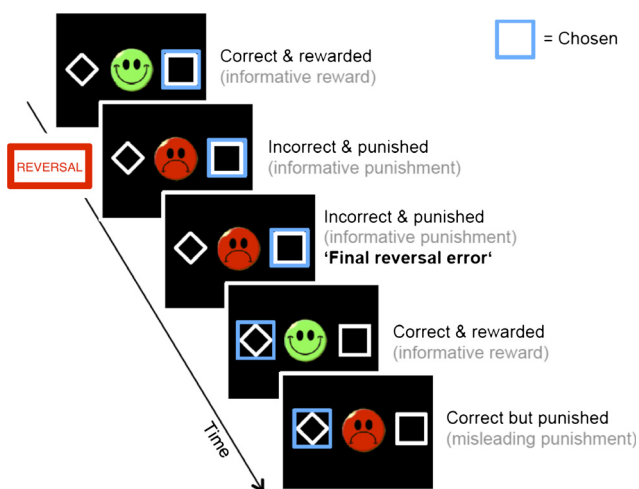 = Chosen
Correct & rewarded
(informative reward)
REVERSAL
Incorrect & punished
(informative punishment)
Incorrect & punished
(informative punishment)
‘Final reversal error‘
Correct & rewarded
(informative reward)
Correct but punished
(misleading punishment)
Time